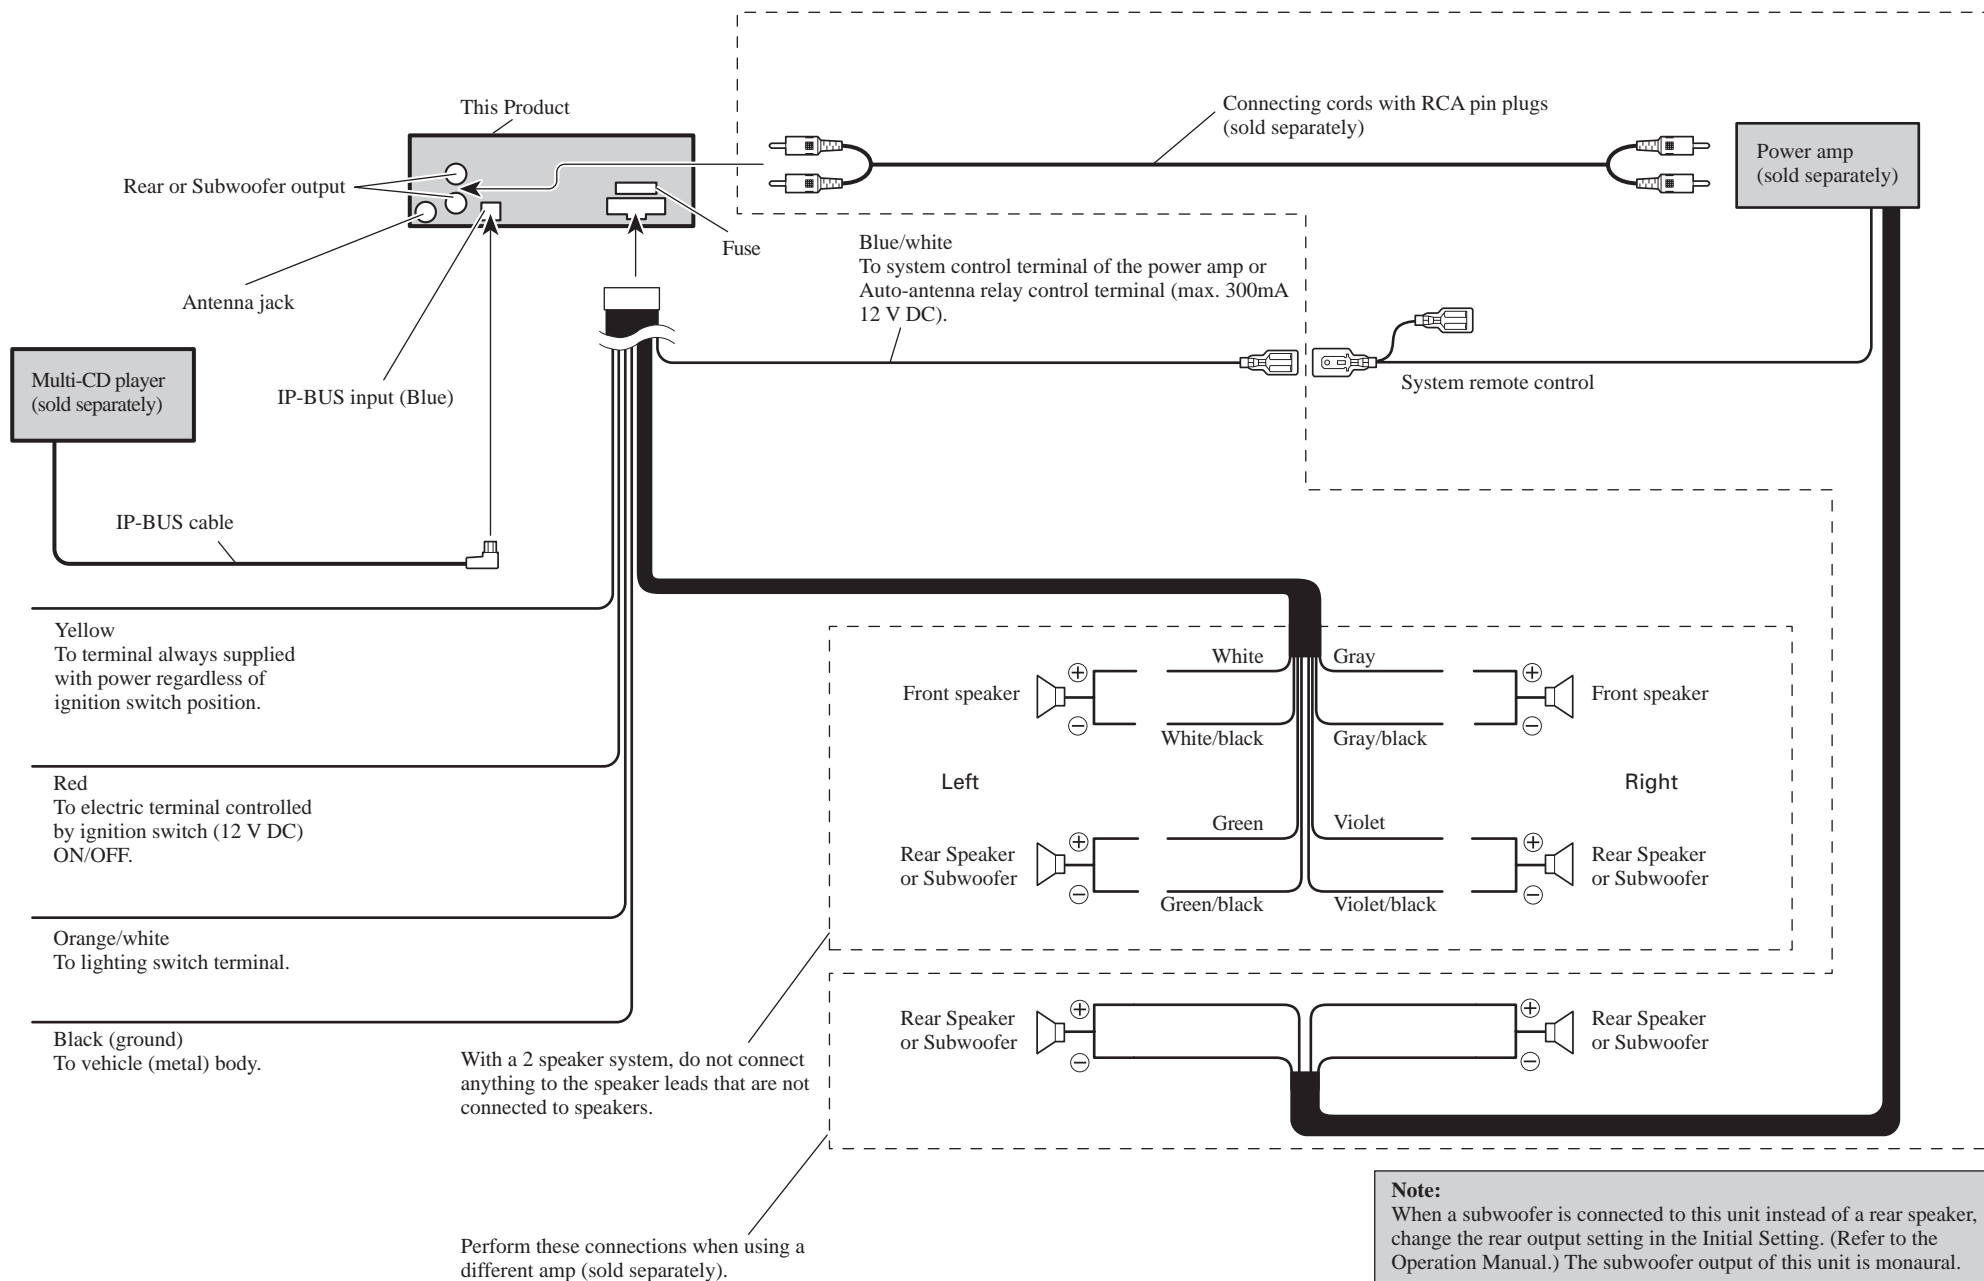 This Product
Connecting cords with RCA pin plugs
(sold separately)
Power amp
(sold separately)
Rear or Subwoofer output
Fuse
Blue/white
To system control terminal of the power amp or
Auto-antenna relay control terminal (max. 300mA
12 V DC).
Antenna jack
Multi-CD player
(sold separately)
IP-BUS input (Blue)
System remote control
IP-BUS cable
Yellow
To terminal always supplied
with power regardless of
ignition switch position.
White
Gray
Front speaker
Front speaker
White/black
Gray/black
Left
Right
Red
To electric terminal controlled
by ignition switch (12 V DC)
ON/OFF.
Green
Violet
Rear Speaker
or Subwoofer
Rear Speaker
or Subwoofer
Green/black
Violet/black
Orange/white
To lighting switch terminal.
Rear Speaker
or Subwoofer
Rear Speaker
or Subwoofer
Black (ground)
To vehicle (metal) body.
With a 2 speaker system, do not connect
anything to the speaker leads that are not
connected to speakers.
Perform these connections when using a
different amp (sold separately).
Note:
When a subwoofer is connected to this unit instead of a rear speaker,
change the rear output setting in the Initial Setting. (Refer to the
Operation Manual.) The subwoofer output of this unit is monaural.